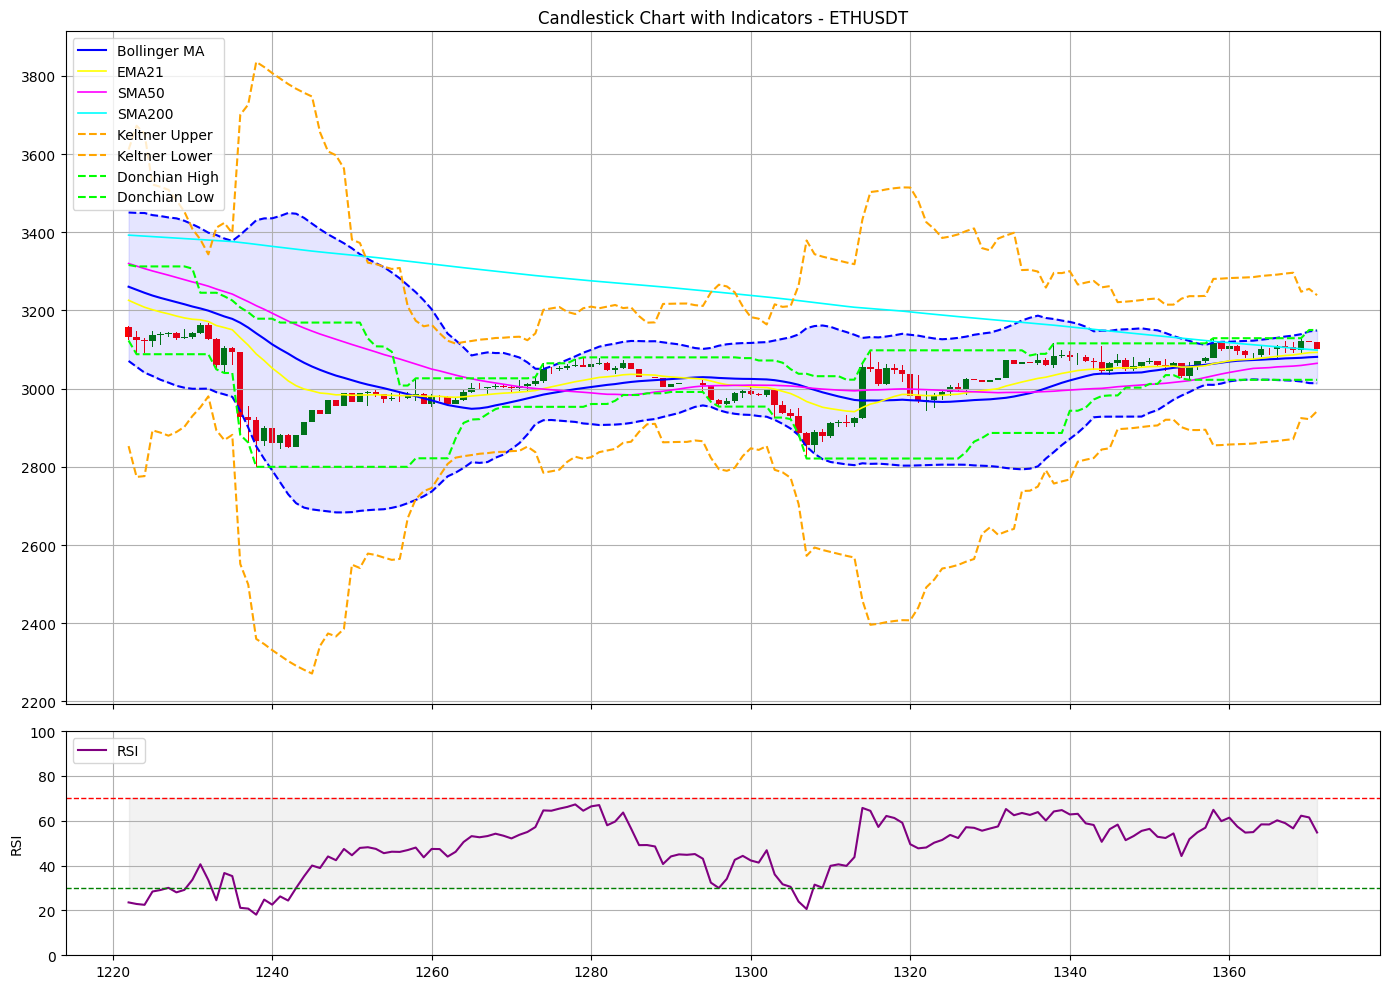 Candlestick Chart with Indicators - ETHUSDT
Bollinger MA
EMA21
SMA50
SMA200
Keltner Upper
Keltner Lower
Donchian High
Donchian Low
3800
3600
3400
3200
3000
2800
2600
2400
2200
RSI
100
80
60
40
20
0
RSI
1220 1240 1260 1280 1300 1320 1340 1360